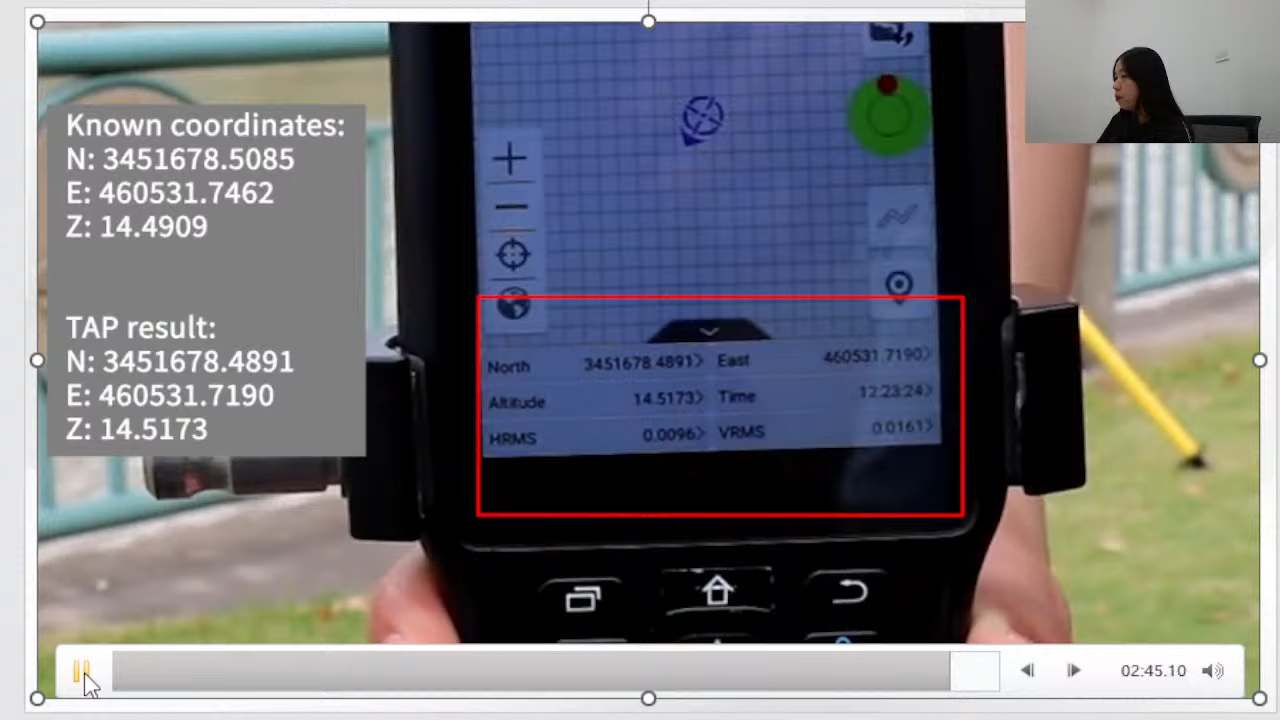 Known coordinates:
N: 3451678.5085
E: 460531.7462
Z: 14.4909
TAP result:
N: 3451678.4891
E: 460531.7190
Z: 14.5173
North 3451678.4891> East 460531.7190>
Altitude 14.5173> Time 12:23:24>
HRMS 0.0096> VRMS 0.0161>
02:45.10